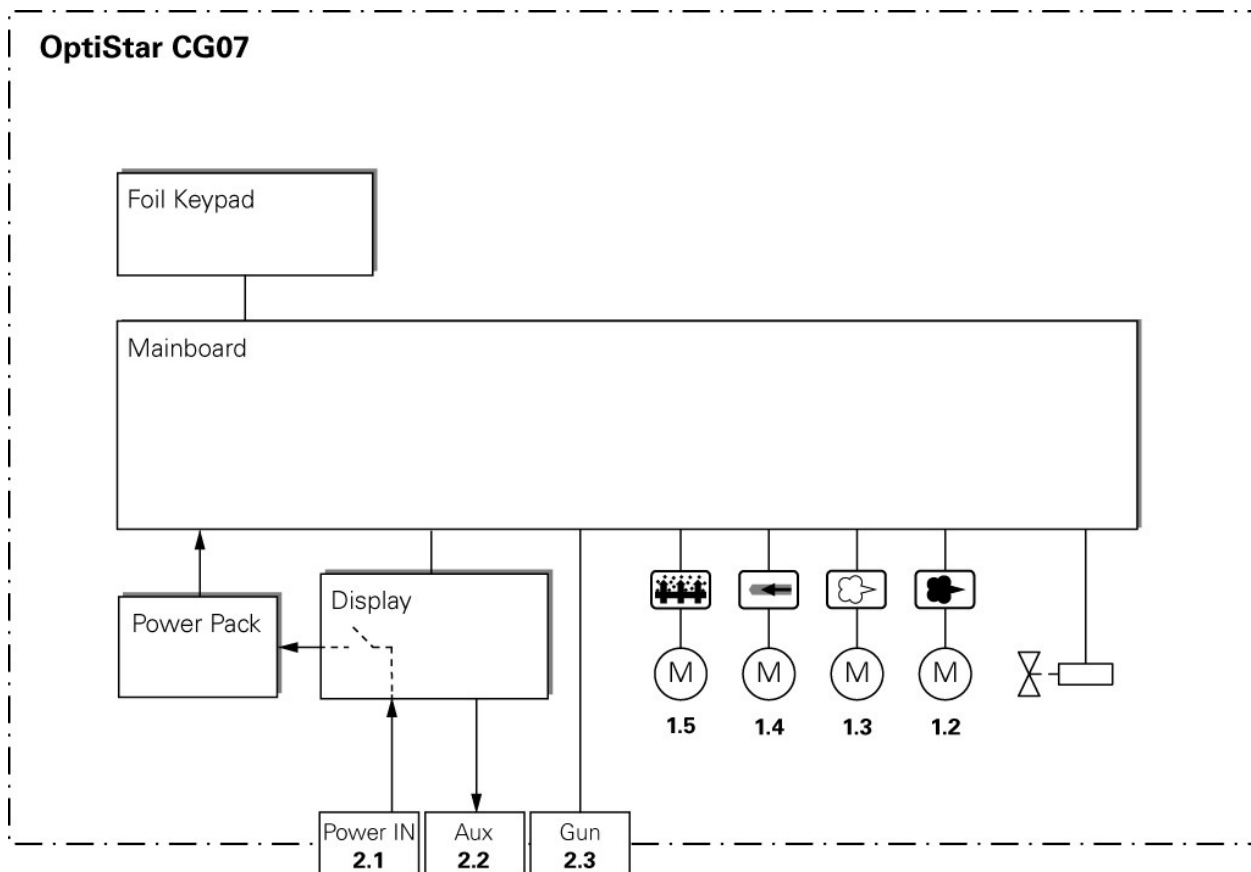 OptiStar CG07
Foil Keypad
Mainboard
Power Pack
Display
M
M
M
M
1.5
1.4
1.3
1.2
Power IN
2.1
Aux
2.2
Gun
2.3